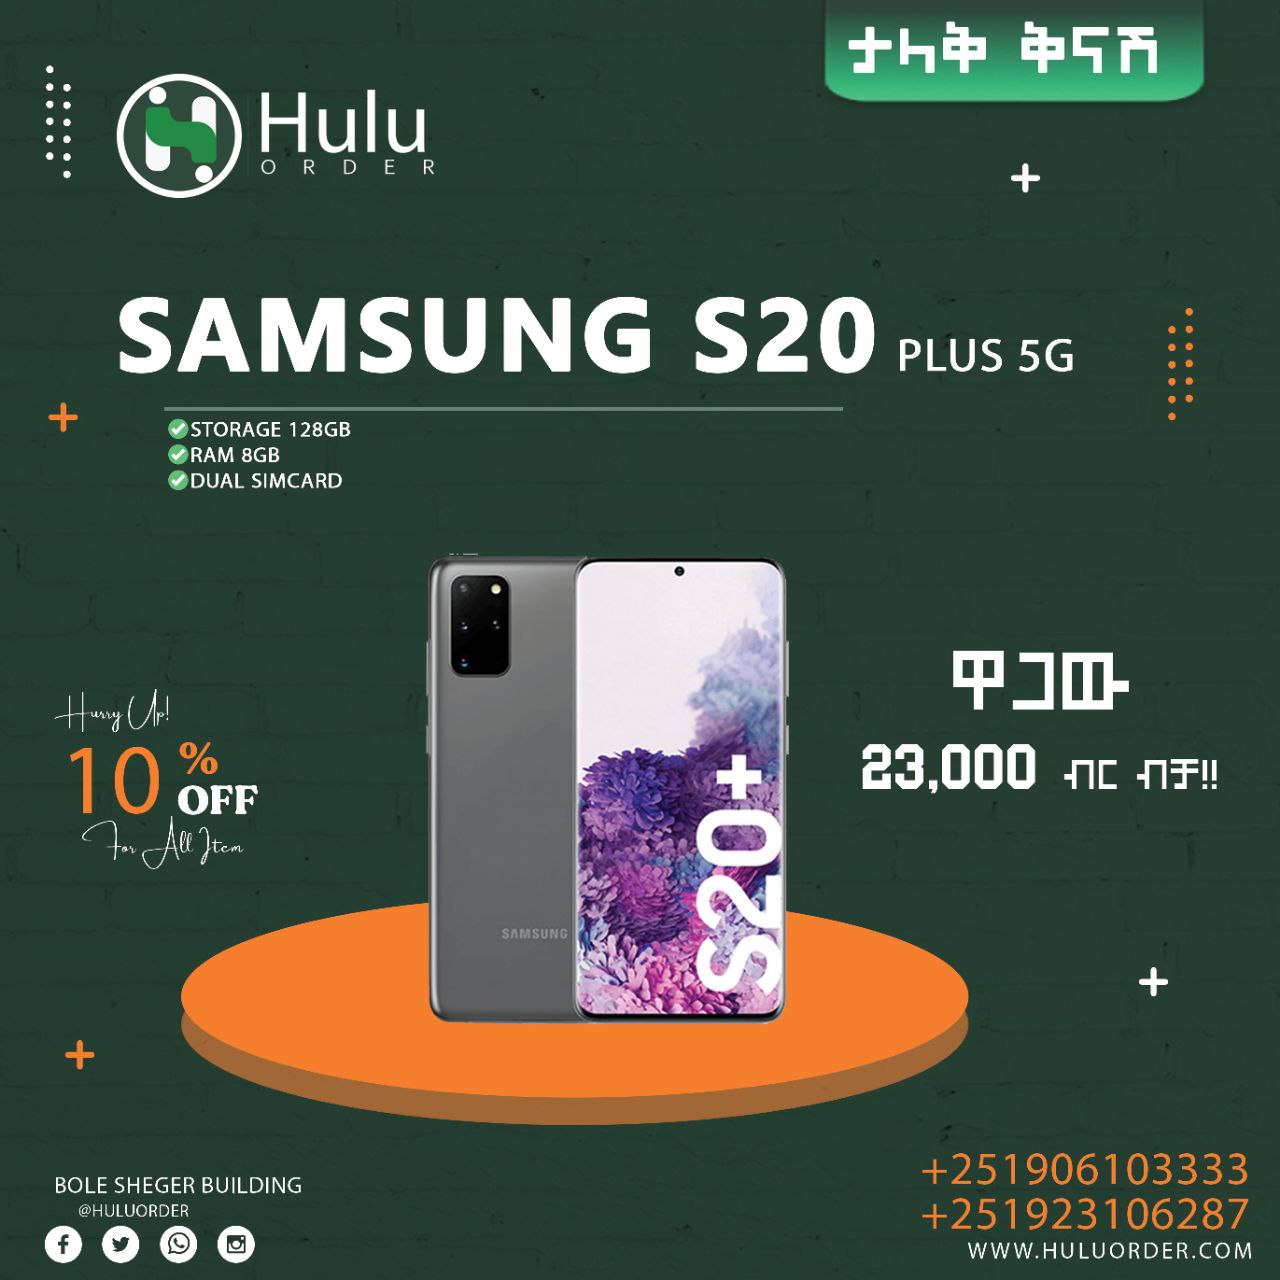 ታላቅ ቅናሽ
Hulu
ORDER
SAMSUNG S20 PLUS 5G
STORAGE 128GB
RAM 8GB
DUAL SIMCARD
ዋጋው
23,000 ብር ብቻ!!
Hurry Up!
10% OFF
For All Item
SAMSUNG
S20+
BOLE SHEGER BUILDING
@HULUORDER
+251906103333
+251923106287
WWW.HULUORDER.COM